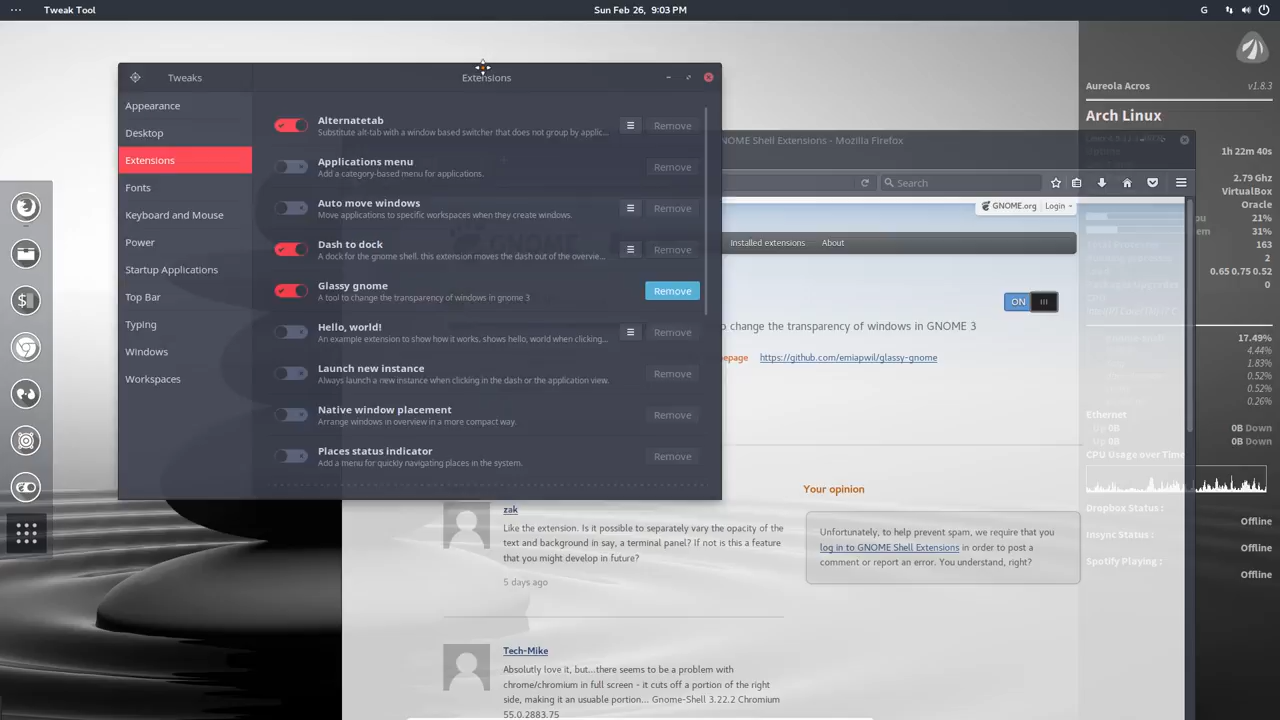 Tweak Tool
Sun Feb 26, 9:03 PM
G
Tweaks
Extensions
Appearance
Desktop
Extensions
Fonts
Keyboard and Mouse
Power
Startup Applications
Top Bar
Typing
Windows
Workspaces
Alternatetab
Substitute alt-tab with a window based switcher that does not group by applic...
Remove
Applications menu
Add a category-based menu for applications.
Remove
Auto move windows
Move applications to specific workspaces when they create windows.
Remove
Dash to dock
A dock for the gnome shell. this extension moves the dash out of the overvie...
Remove
Glassy gnome
A tool to change the transparency of windows in gnome 3
Remove
Hello, world!
An example extension to show how it works. shows hello, world when clicking...
Remove
Launch new instance
Always launch a new instance when clicking in the dash or the application view.
Remove
Native window placement
Arrange windows in overview in a more compact way.
Remove
Places status indicator
Add a menu for quickly navigating places in the system.
Remove
NOME Shell Extensions - Mozilla Firefox
Search
GNOME.org Login
Installed extensions About
ON
o change the transparency of windows in GNOME 3
epage https://github.com/emiapwil/glassy-gnome
Your opinion
Unfortunately, to help prevent spam, we require that you
log in to GNOME Shell Extensions in order to post a
comment or report an error. You understand, right?
zak
Like the extension. Is it possible to separately vary the opacity of the
text and background in say, a terminal panel? If not is this a feature
that you might develop in future?
5 days ago
Tech-Mike
Absolutly love it, but...there seems to be a problem with
chrome/chromium in full screen - it cuts off a portion of the right
side, making it an usuable portion... Gnome-Shell 3.22.2 Chromium
55.0.2883.75
Aureola Acros v1.8.3
Arch Linux
1h 22m 40s
2.79 Ghz
VirtualBox
Oracle
21%
31%
163
2
0.65 0.75 0.52
0
17.49%
4.44%
1.83%
0.52%
0.52%
0.26%
Ethernet
Up 0B 0B Down
Up 0B 0B Down
CPU Usage over Time
Dropbox Status :
Offline
Insync Status :
Offline
Spotify Playing :
Offline